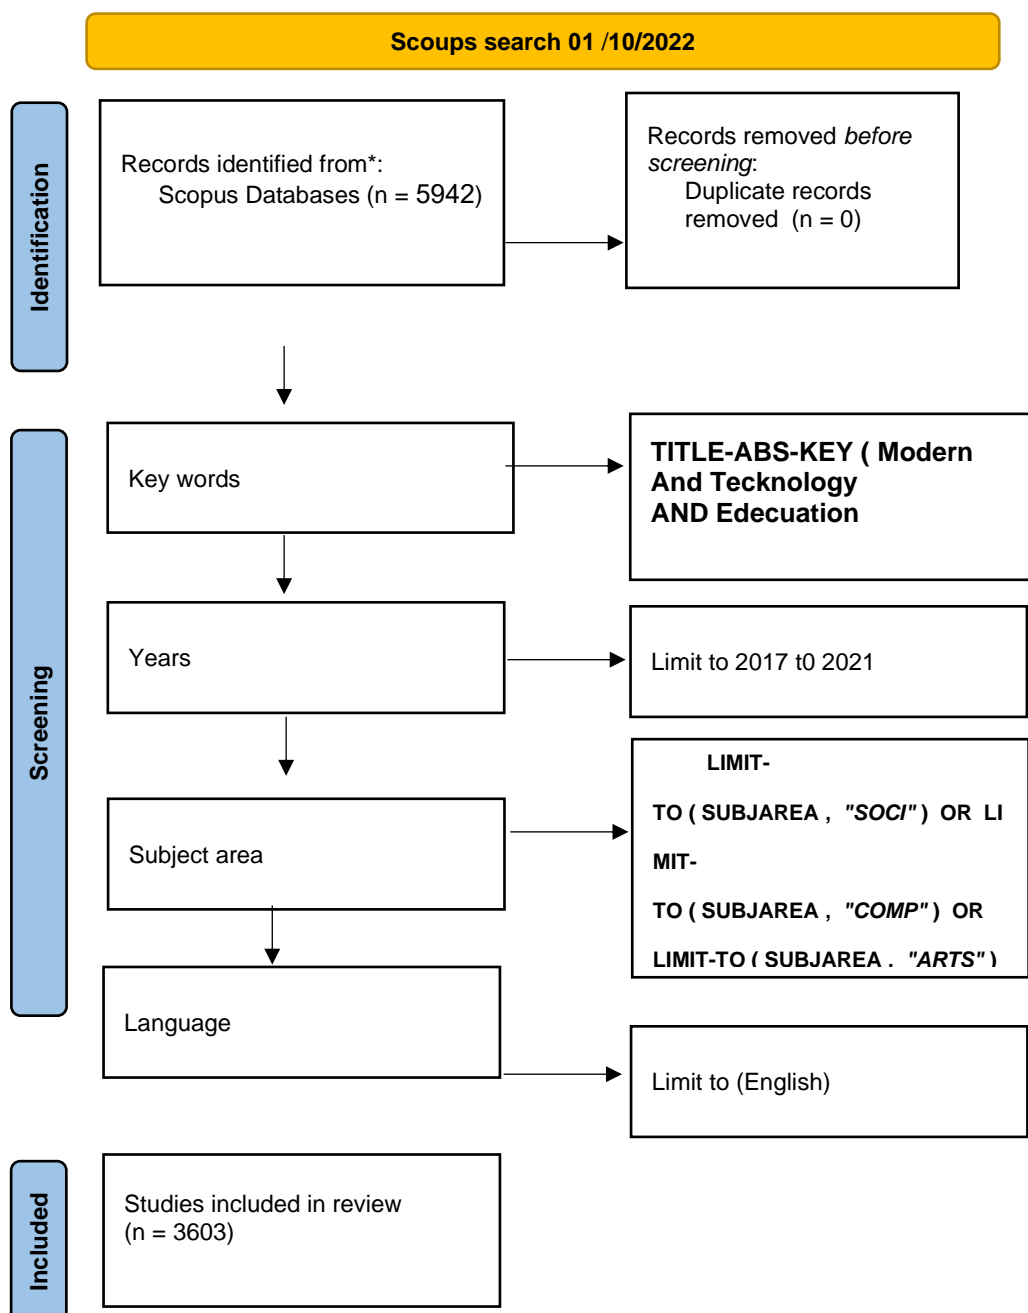 Scoups search 01 /10/2022
Identification
Records identified from*:
Scopus Databases (n = 5942)
Records removed before
screening:
Duplicate records
removed (n = 0)
Screening
Key words
TITLE-ABS-KEY ( Modern
And Tecknology
AND Edecuation
Years
Limit to 2017 t0 2021
Subject area
LIMIT-
TO ( SUBJAREA , "SOCI" ) OR LI
MIT-
TO ( SUBJAREA , "COMP" ) OR
LIMIT-TO ( SUBJAREA , "ARTS" )
Language
Limit to (English)
Included
Studies included in review
(n = 3603)